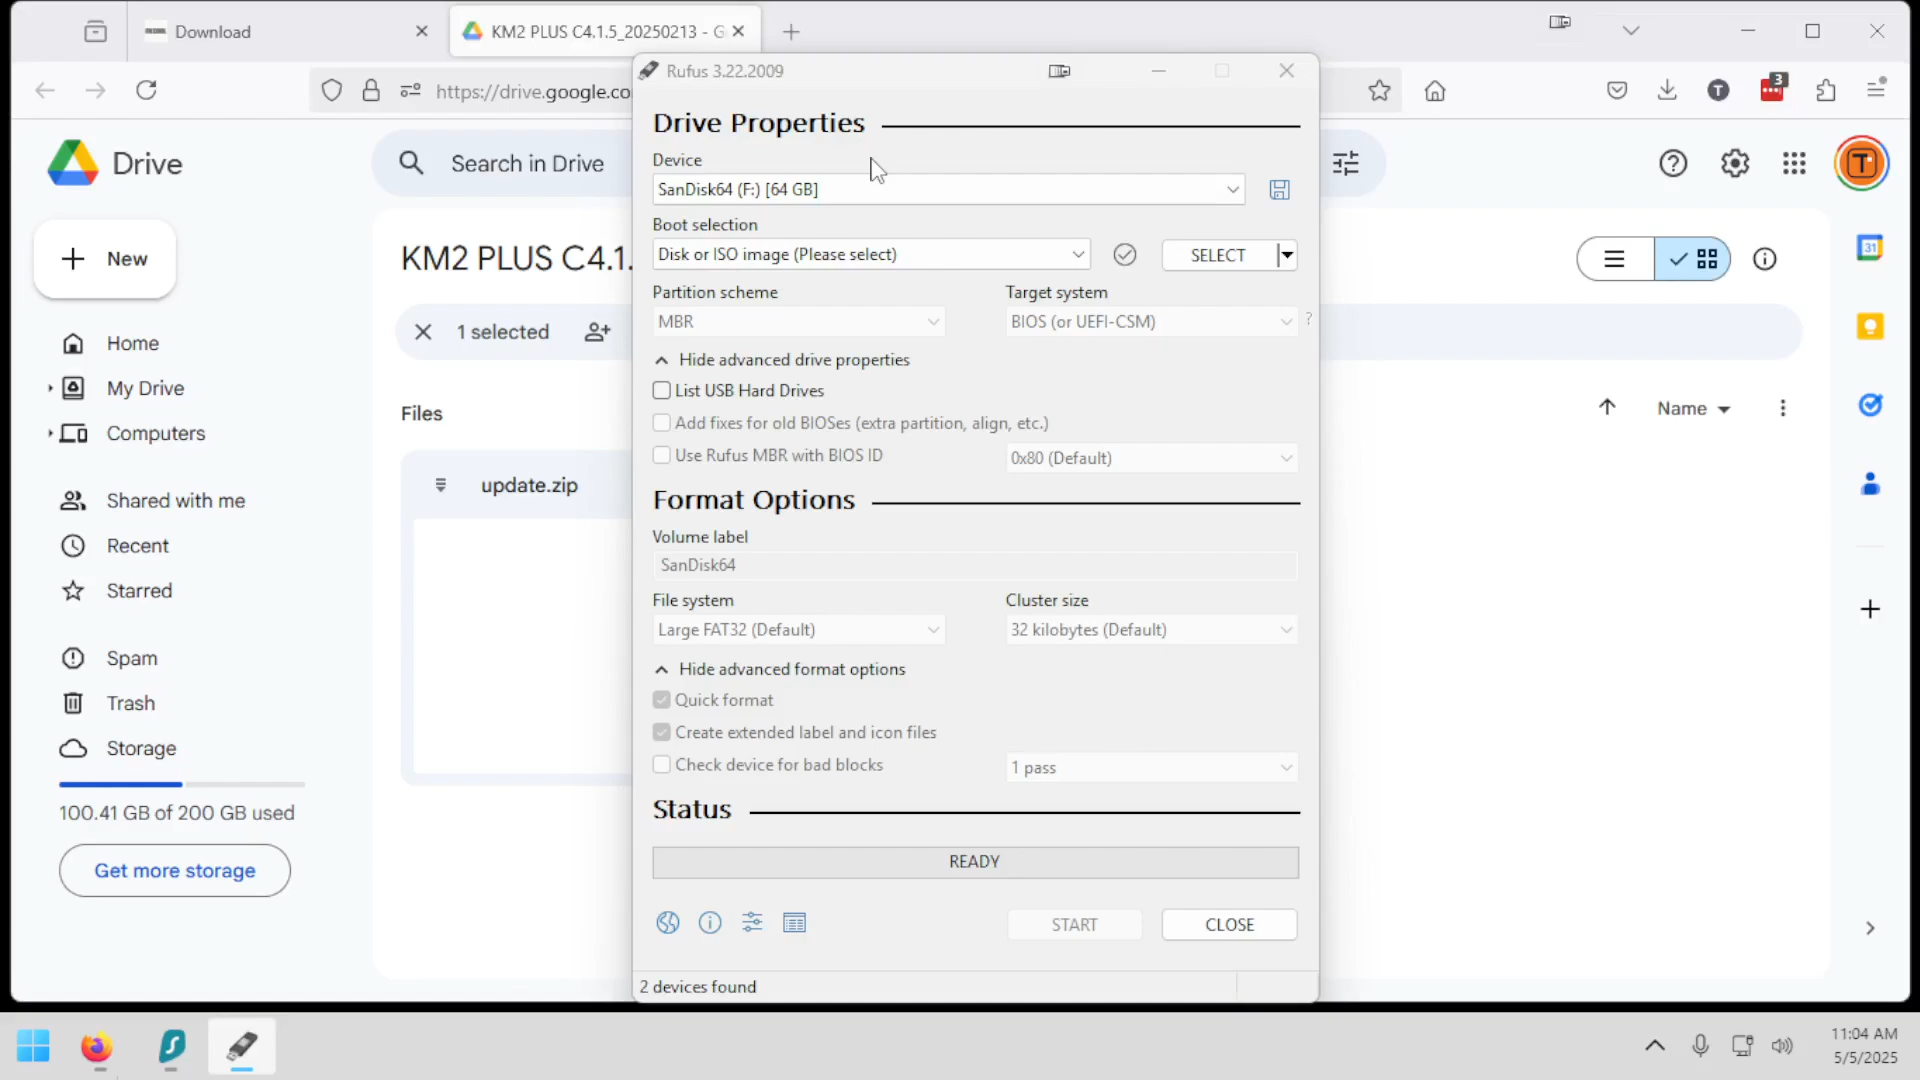 Download
KM2 PLUS C4.1.5_20250213 - G
https://drive.google.co
3
T
Drive
Search in Drive
T
New
Home
My Drive
Computers
Shared with me
Recent
Starred
Spam
Trash
Storage
100.41 GB of 200 GB used
Get more storage
KM2 PLUS C4.1.
1 selected
Files
Name
update.zip
31
Rufus 3.22.2009
Drive Properties
Device
SanDisk64 (F:) [64 GB]
Boot selection
Disk or ISO image (Please select)
SELECT
Partition scheme
Target system
MBR
BIOS (or UEFI-CSM)
?
Hide advanced drive properties
List USB Hard Drives
Add fixes for old BIOSes (extra partition, align, etc.)
Use Rufus MBR with BIOS ID
0x80 (Default)
Format Options
Volume label
SanDisk64
File system
Cluster size
Large FAT32 (Default)
32 kilobytes (Default)
Hide advanced format options
Quick format
Create extended label and icon files
Check device for bad blocks
1 pass
Status
READY
START
CLOSE
2 devices found
11:04 AM
5/5/2025